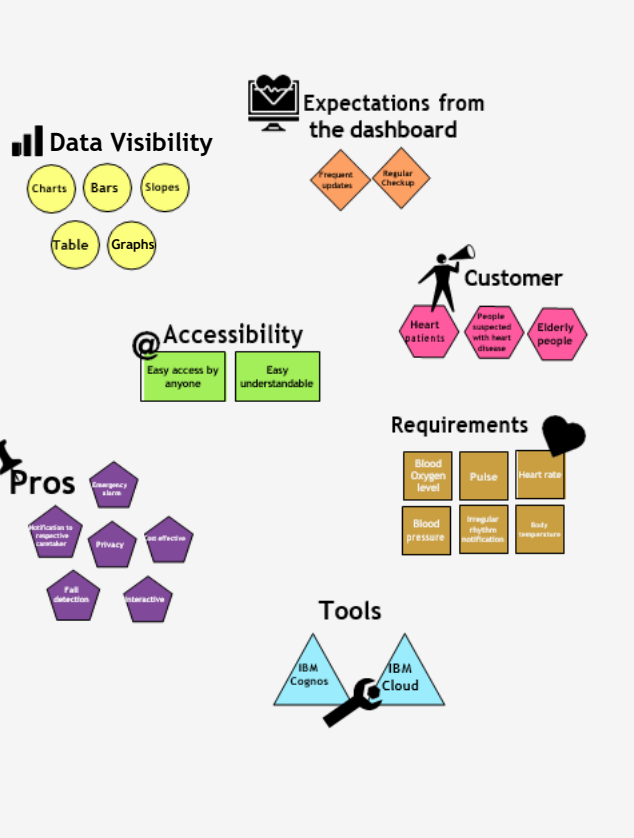 Expectations from
the dashboard
Frequent
updates
Regular
Checkup
Data Visibility
Charts
Bars
Slopes
Table
Graphs
Customer
Heart
patients
People
suspected
with heart
disease
Elderly
people
@Accessibility
Easy access by
anyone
Easy
understandable
Requirements
Blood
Oxygen
level
Pulse
Heart rate
Blood
pressure
Irregular
rhythm
notification
Body
temperature
Pros
Emergency
alarm
Notification to
respective
caretaker
Privacy
Cost-effective
Fall
detection
Interactive
Tools
IBM
Cognos
IBM
Cloud